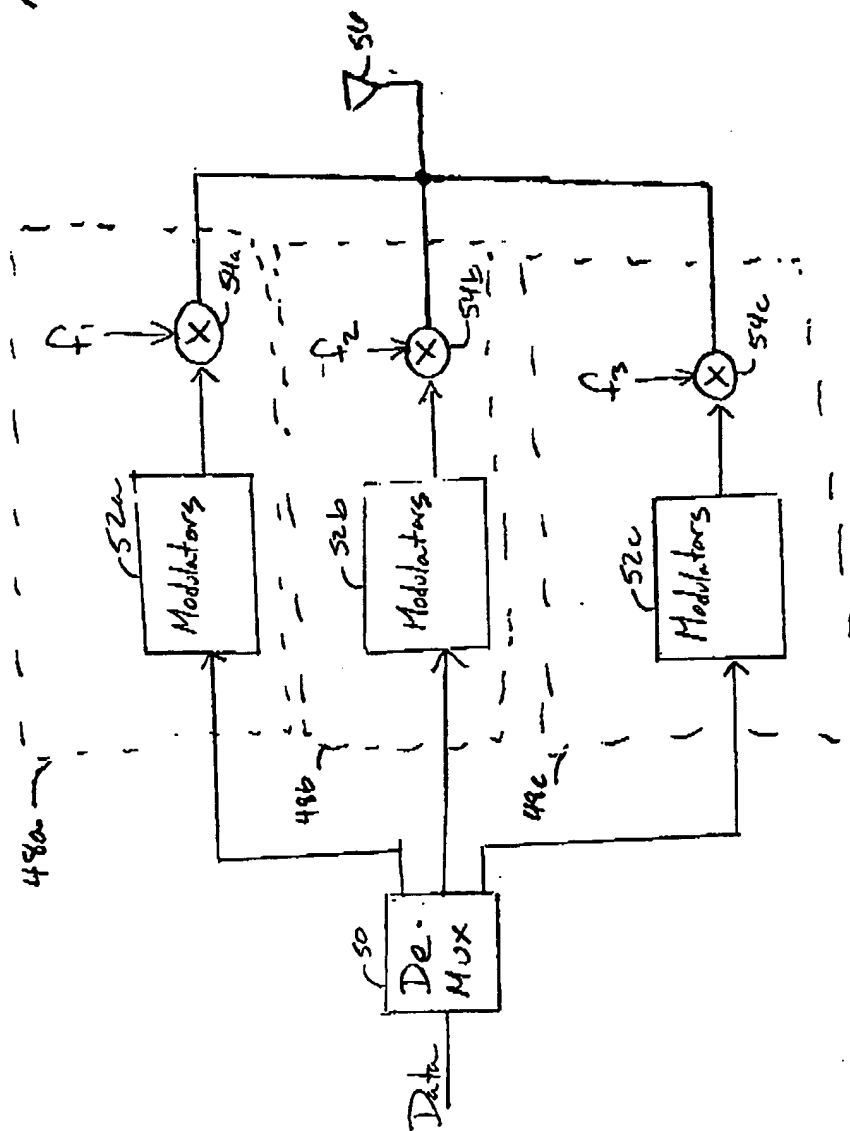 Data
50
De.
Mux
48a
48b
48c
52a
Modulators
52b
Modulators
52c
Modulators
f1
54a
f2
54b
f3
54c
56